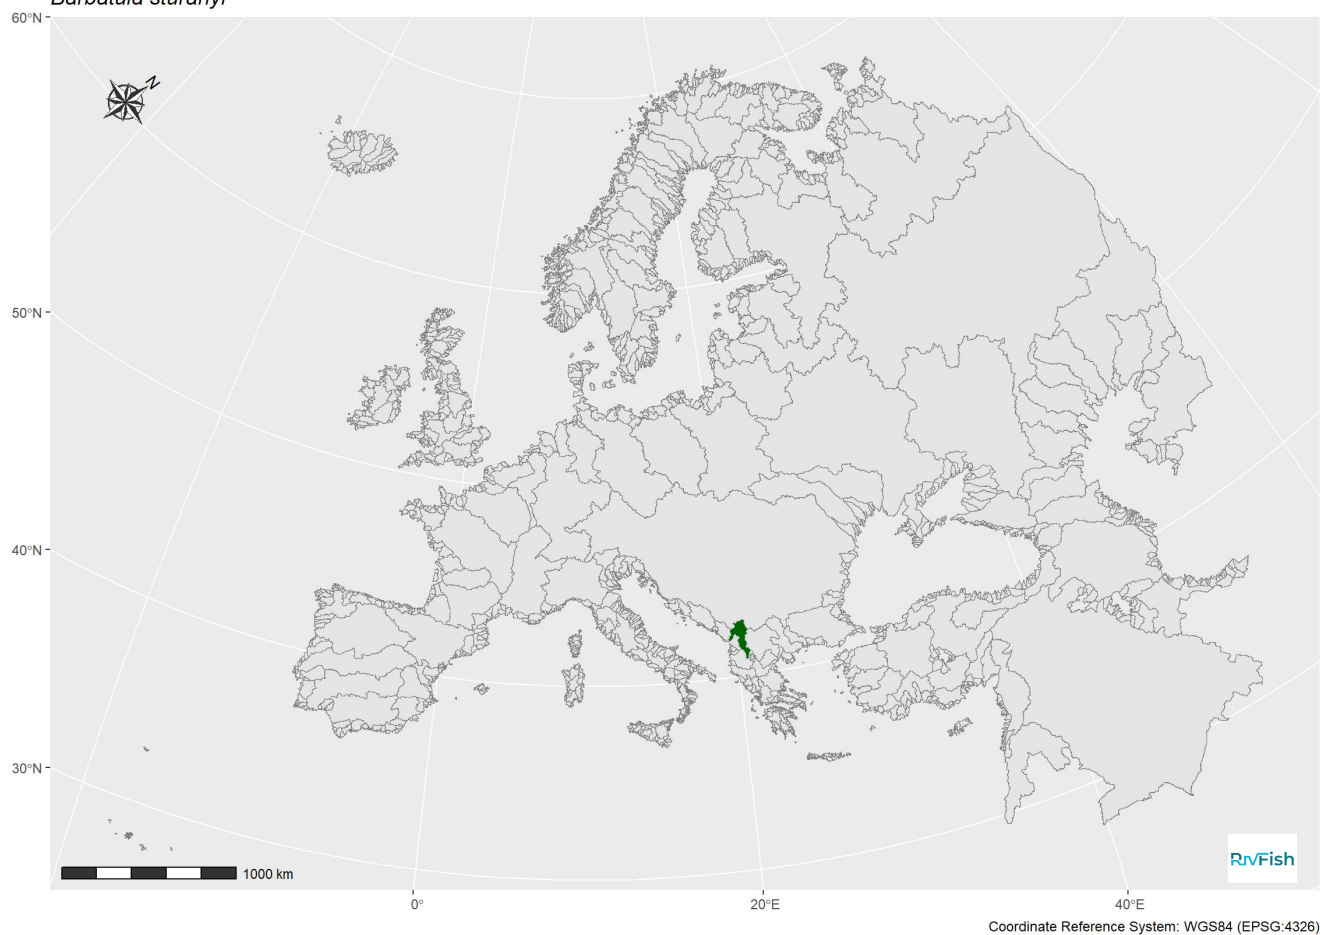 Barbatula sturanyi
60°N
N
50°N
40°N
30°N
1000 km
RivFish
0°
20°E
40°E
Coordinate Reference System: WGS84 (EPSG:4326)